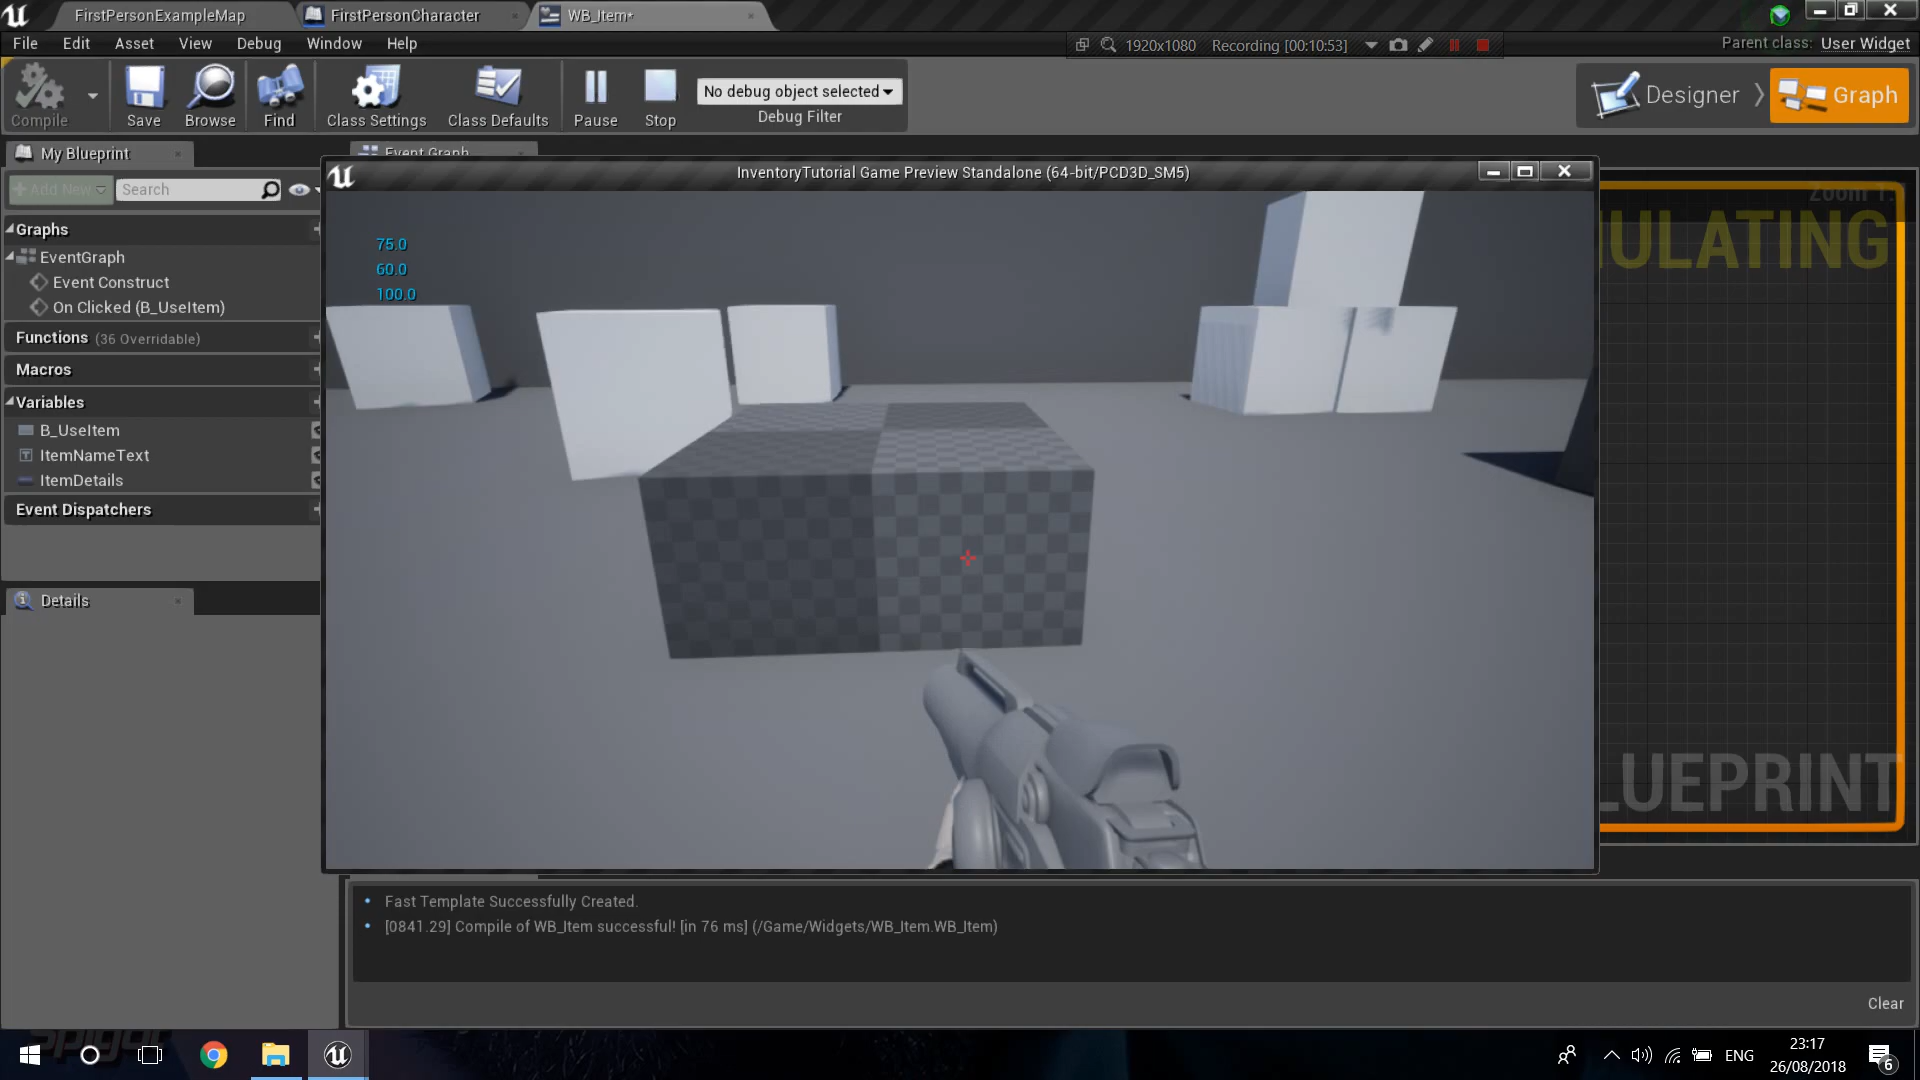 FirstPersonExampleMap
FirstPersonCharacter
WB_Item*
File Edit Asset View Debug Window Help
1920x1080 Recording [00:10:53]
Parent class: User Widget
Compile
Save
Browse
Find
Class Settings
Class Defaults
Pause
Stop
No debug object selected
Debug Filter
Designer
Graph
My Blueprint
Event Graph
Add New
Search
InventoryTutorial Game Preview Standalone (64-bit/PCD3D_SM5)
Zoom 1:
ULATING
75.0
60.0
100.0
Graphs
EventGraph
Event Construct
On Clicked (B_UseItem)
Functions (36 Overridable)
Macros
Variables
B_UseItem
ItemNameText
ItemDetails
Event Dispatchers
Details
LUEPRINT
Fast Template Successfully Created.
[0841.29] Compile of WB_Item successful! [in 76 ms] (/Game/Widgets/WB_Item.WB_Item)
Clear
ENG
23:17
26/08/2018
6